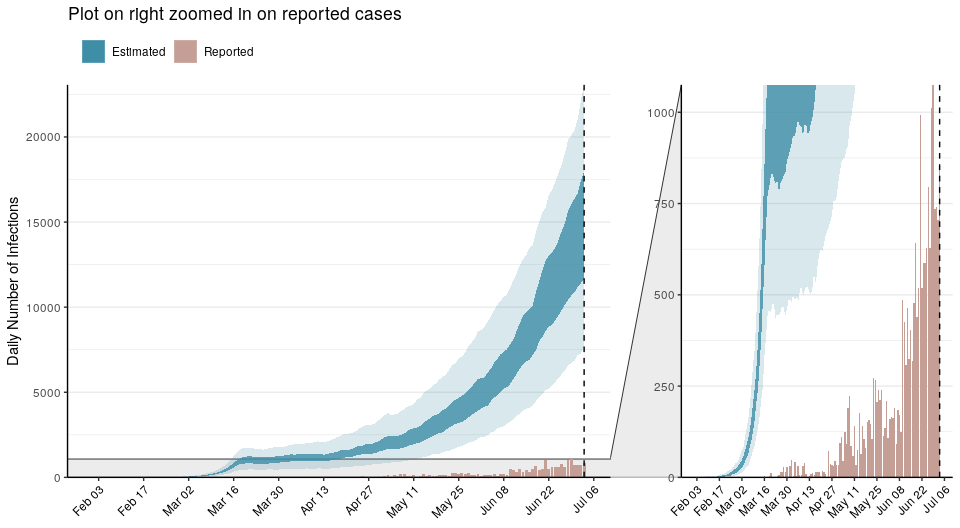 Plot on right zoomed in on reported cases
Estimated Reported
Daily Number of Infections
20000
15000
10000
5000
0
Feb 03 Feb 17 Mar 02 Mar 16 Mar 30 Apr 13 Apr 27 May 11 May 25 Jun 08 Jun 22 Jul 06
1000
750
500
250
0
Feb 03 Feb 17 Mar 02 Mar 16 Mar 30 Apr 13 Apr 27 May 11 May 25 Jun 08 Jun 22 Jul 06